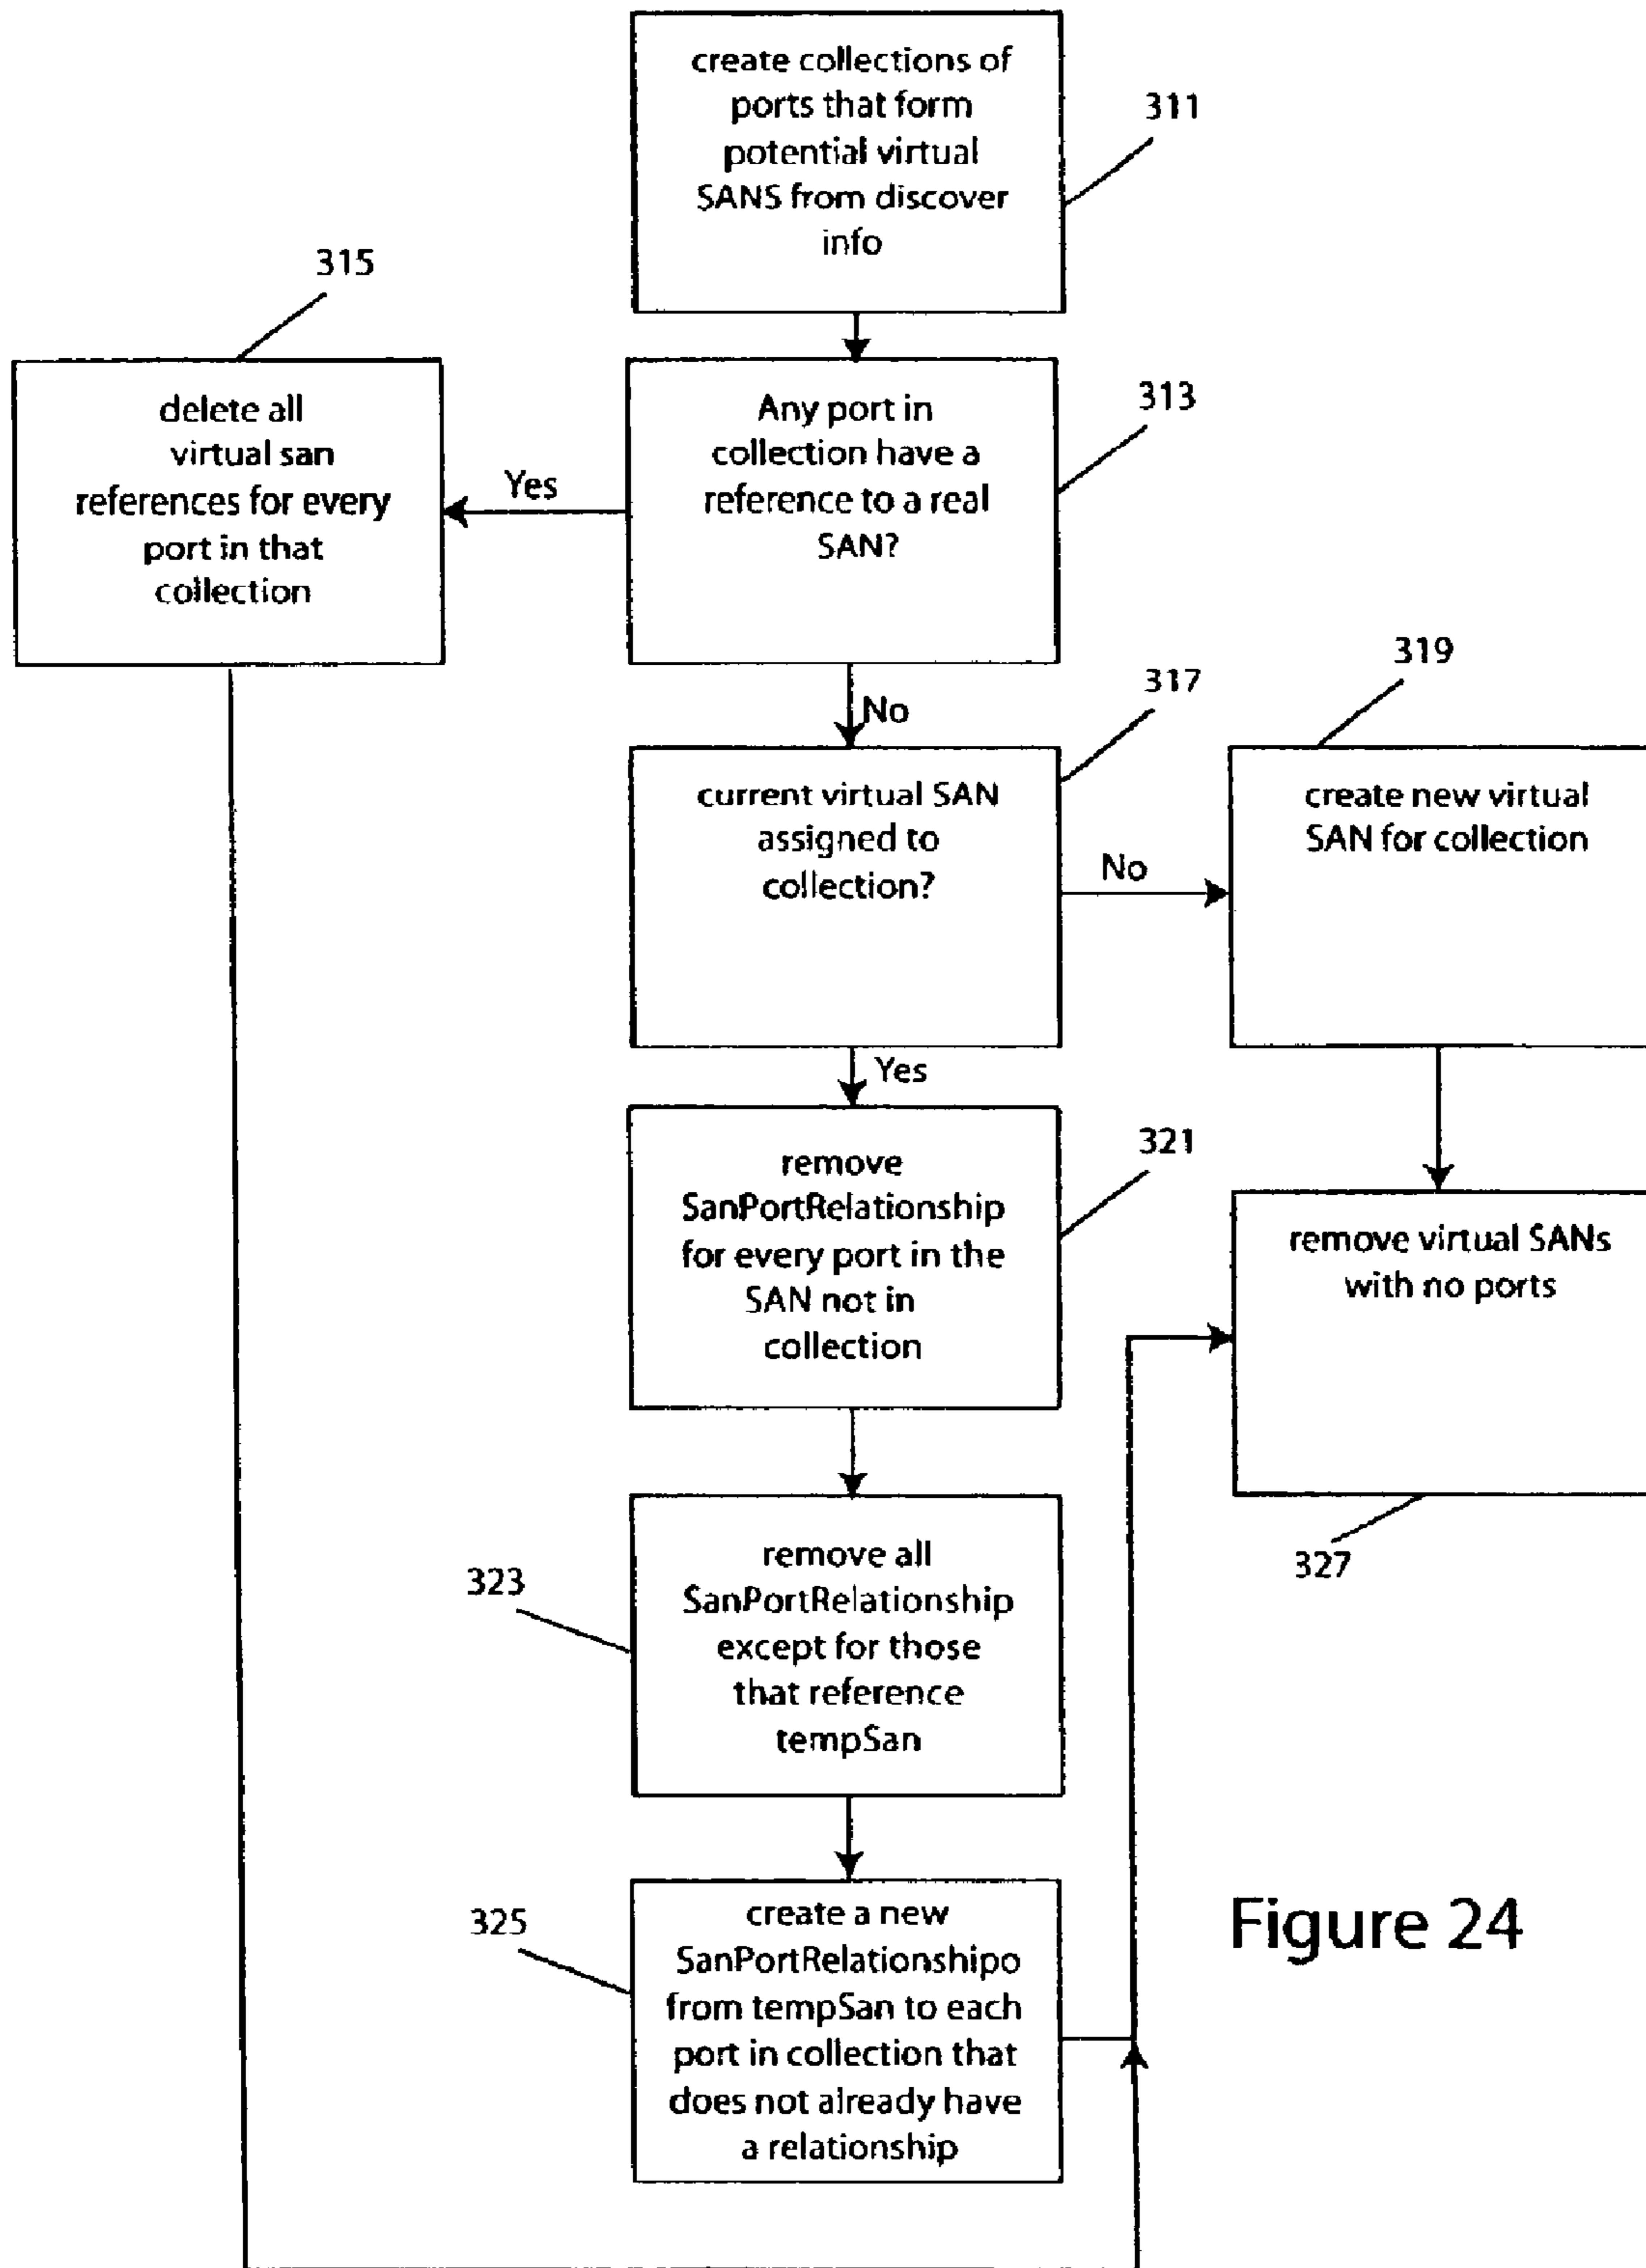 create collections of
ports that form
potential virtual
SANS from discover
info
311
315
delete all
virtual san
references for every
port in that
collection
Yes
Any port in
collection have a
reference to a real
SAN?
313
No
317
319
current virtual SAN
assigned to
collection?
No
create new virtual
SAN for collection
Yes
321
remove
SanPortRelationship
for every port in the
SAN not in
collection
remove virtual SANs
with no ports
327
323
remove all
SanPortRelationship
except for those
that reference
tempSan
325
create a new
SanPortRelationshipo
from tempSan to each
port in collection that
does not already have
a relationship
Figure 24